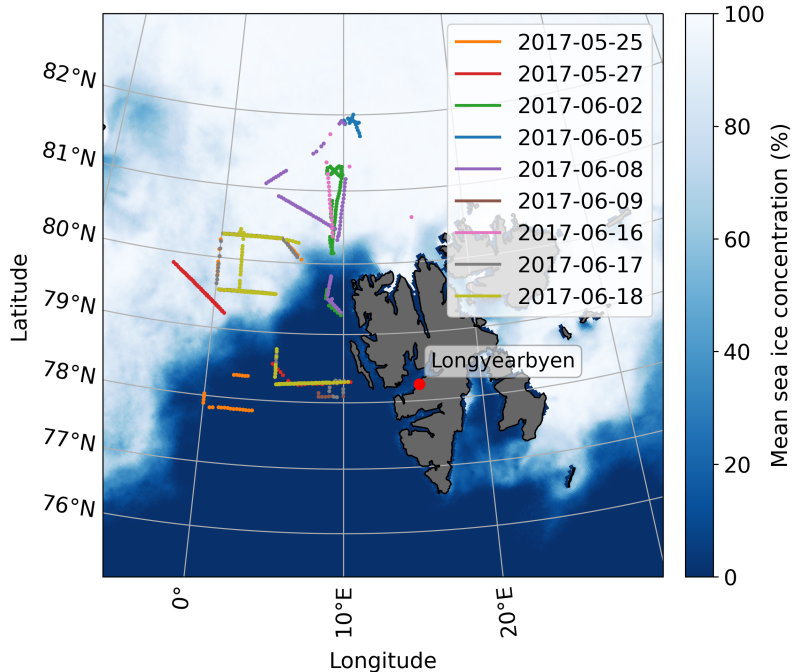 2017-05-25
2017-05-27
2017-06-02
2017-06-05
2017-06-08
2017-06-09
2017-06-16
2017-06-17
2017-06-18
Longyearbyen
82°N
81°N
80°N
79°N
78°N
77°N
76°N
Latitude
0°
10°E
20°E
Longitude
100
80
60
40
20
0
Mean sea ice concentration (%)